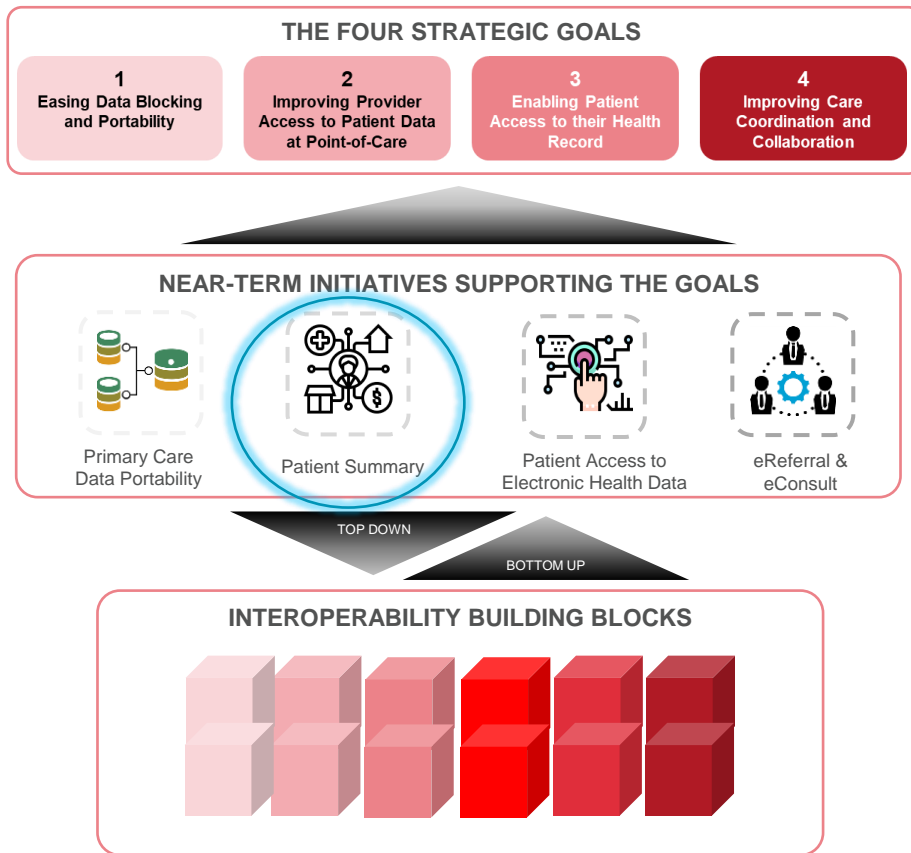 THE FOUR STRATEGIC GOALS
1
Easing Data Blocking
and Portability
2
Improving Provider
Access to Patient Data
at Point-of-Care
3
Enabling Patient
Access to their Health
Record
4
Improving Care
Coordination and
Collaboration
NEAR-TERM INITIATIVES SUPPORTING THE GOALS
Primary Care
Data Portability
§
Patient Summary
Patient Access to
Electronic Health Data
eReferral &
eConsult
TOP DOWN
BOTTOM UP
INTEROPERABILITY BUILDING BLOCKS